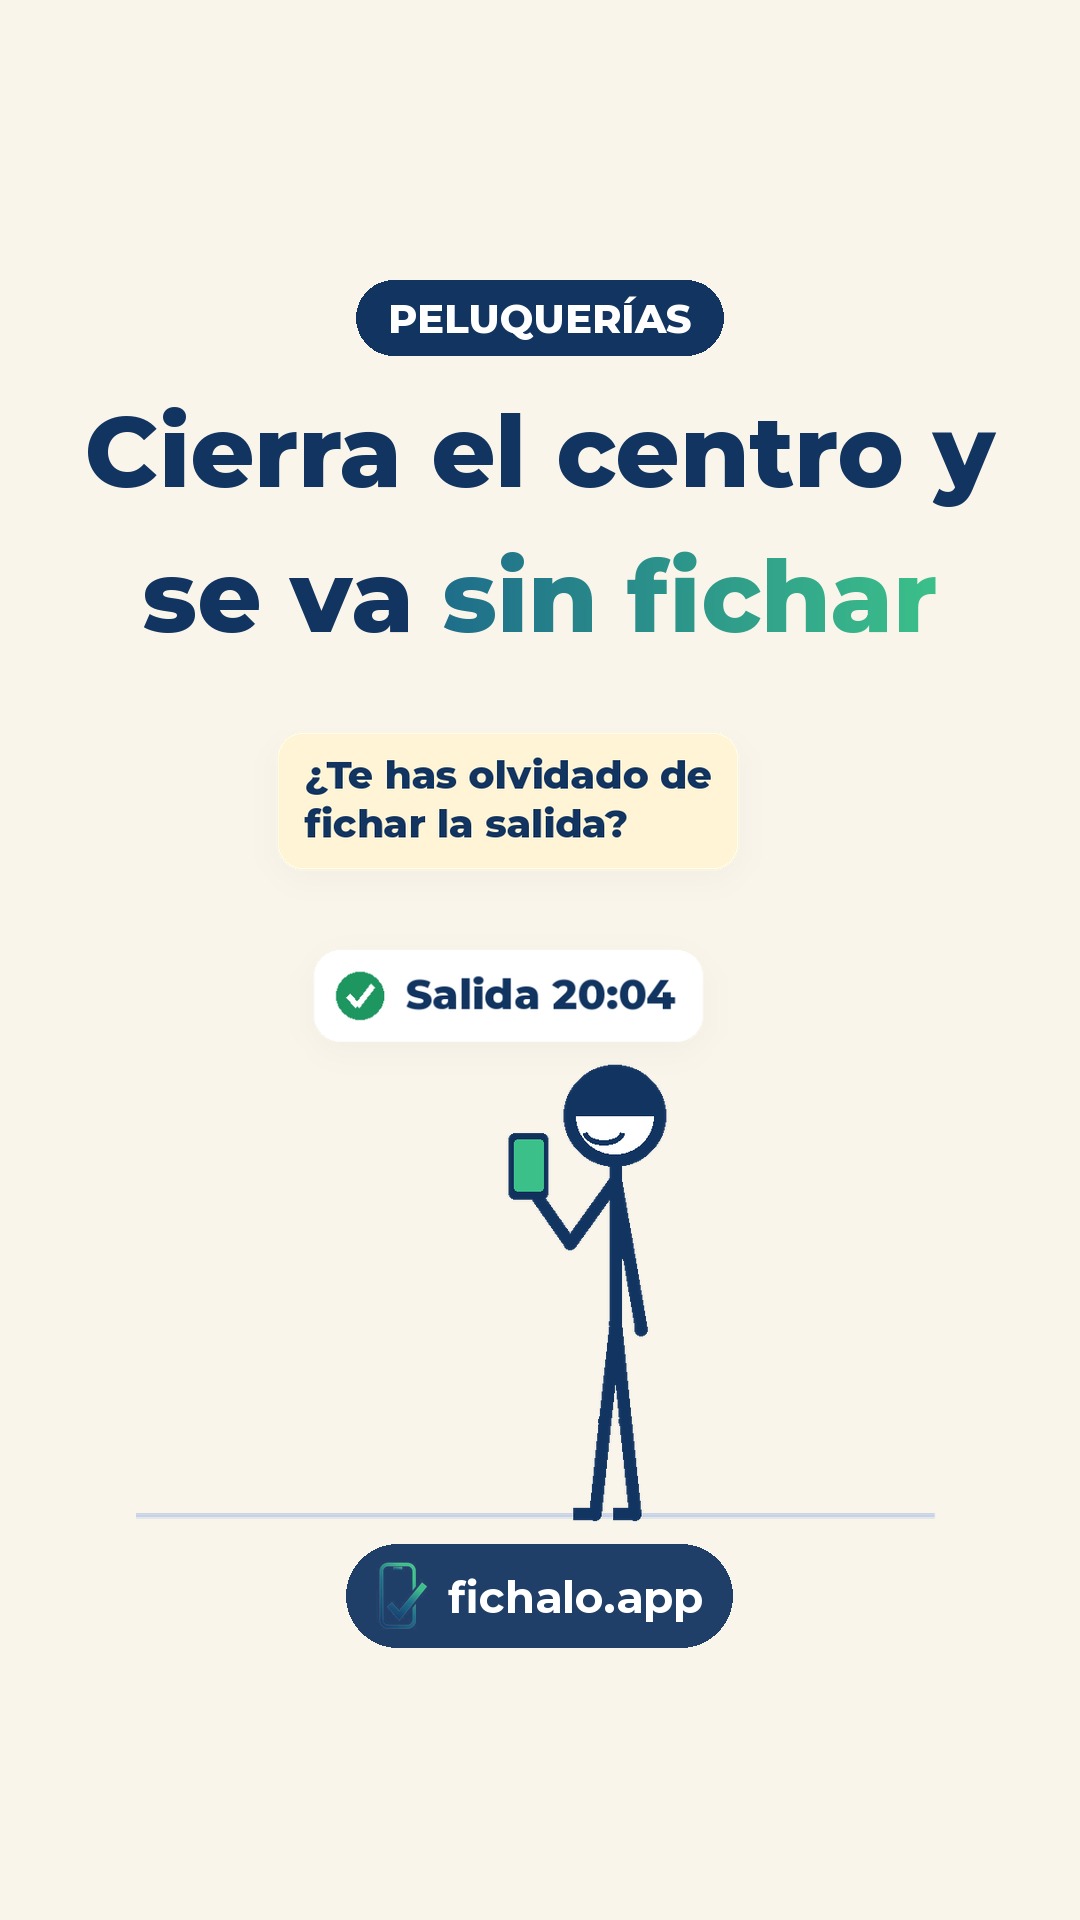 PELUQUERÍAS
Cierra el centro y
se va sin fichar
¿Te has olvidado de
fichar la salida?
Salida 20:04
fichalo.app